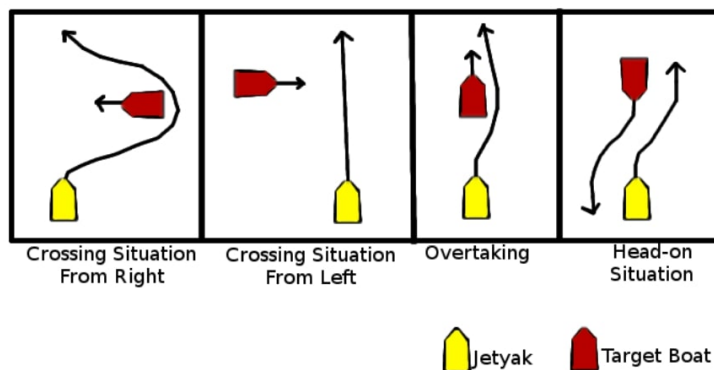 Crossing Situation
From Right
Crossing Situation
From Left
Overtaking
Head-on
Situation
Jetyak
Target Boat